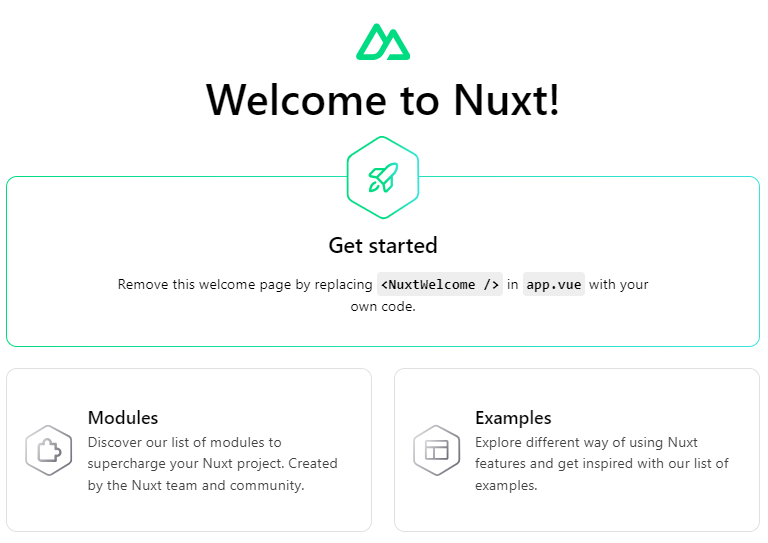 Welcome to Nuxt!
Get started
Remove this welcome page by replacing <NuxtWelcome /> in app.vue with your
own code.
Modules
Discover our list of modules to
supercharge your Nuxt project. Created
by the Nuxt team and community.
Examples
Explore different way of using Nuxt
features and get inspired with our list of
examples.